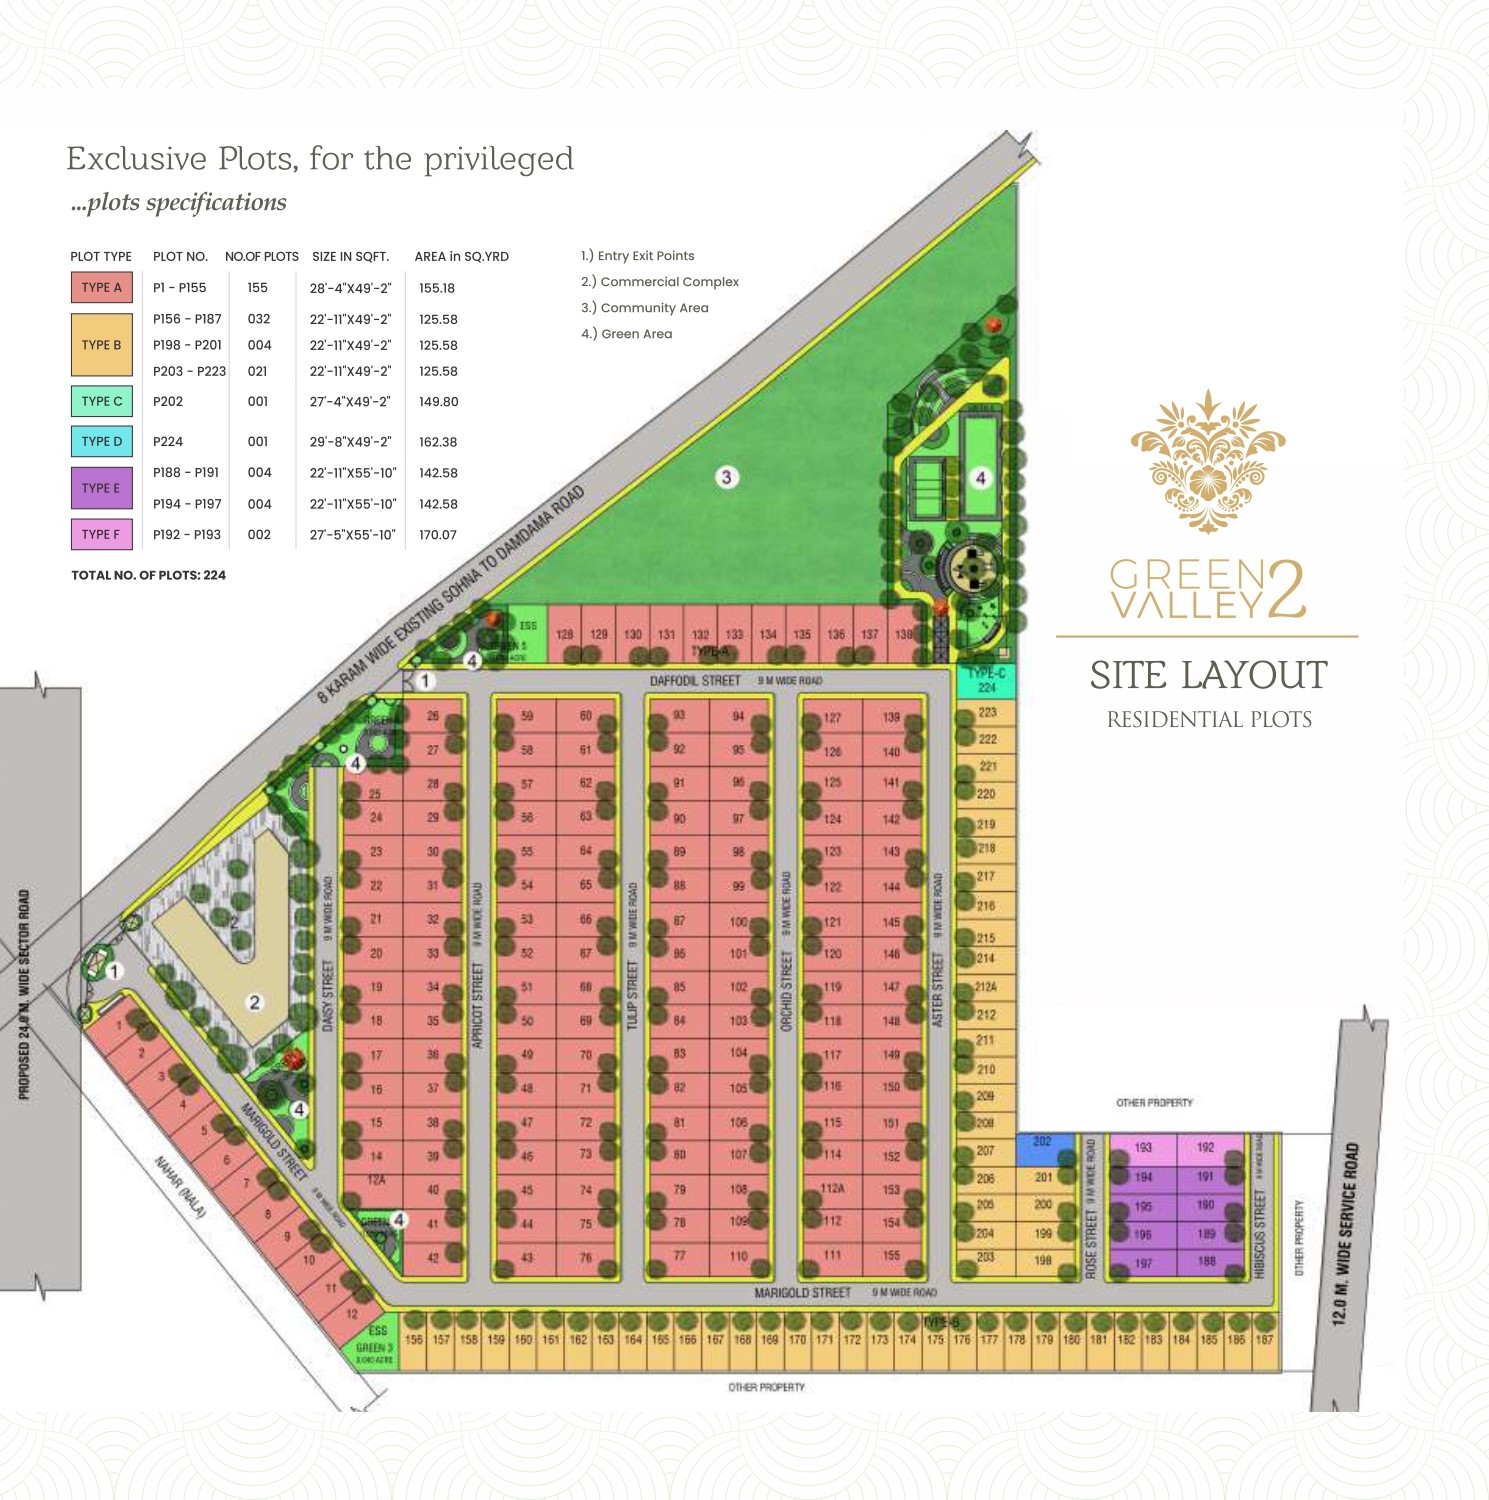 Exclusive Plots, for the privileged
...plots specifications
PLOT TYPE PLOT NO. NO.OF PLOTS SIZE IN SQFT. AREA in SQ.YRD
TYPE A P1 - P155 155 28'-4"X49'-2" 155.18
P156 - P187 032 22'-11"X49'-2" 125.58
TYPE B P198 - P201 004 22'-11"X49'-2" 125.58
P203 - P223 021 22'-11"X49'-2" 125.58
TYPE C P202 001 27'-4"X49'-2" 149.80
TYPE D P224 001 29'-8"X49'-2" 162.38
P188 - P191 004 22'-11"X55'-10" 142.58
TYPE E
P194 - P197 004 22'-11"X55'-10" 142.58
TYPE F P192 - P193 002 27'-5"X55'-10" 170.07
TOTAL NO. OF PLOTS: 224
1.) Entry Exit Points
2.) Commercial Complex
3.) Community Area
4.) Green Area
GREEN
VALLEY 2
SITE LAYOUT
RESIDENTIAL PLOTS
8 KARAM WIDE EXISTING SOHNA TO DAMDAMA ROAD
3
4
ESS
GREEN 5
4
128 129 130 131 132 133 134 135 136 137 138
TYPE-A
1
DAFFODIL STREET 9 M WIDE ROAD
TYPE-C
224
4
26 59 60 93 94 127 139 223
27 58 61 92 95 126 140 222
28 57 62 91 96 125 141 221
25 220
24 29 56 63 90 97 124 142 219
23 30 55 64 89 98 123 143 218
22 31 54 65 88 99 122 144 217
21 32 53 66 87 100 121 145 216
20 33 52 67 86 101 120 146 215
214
19 34 51 68 85 102 119 147 212A
18 35 50 69 84 103 118 148 212
17 36 49 70 83 104 117 149 211
16 37 48 71 82 105 116 150 210
209
15 38 47 72 81 106 115 151 208
14 39 46 73 80 107 114 152 207
12A 40 45 74 79 108 112A 153 206
41 44 75 78 109 112 154 205
204
42 43 76 77 110 111 155 203
DAISY STREET 9 M WIDE ROAD
APRICOT STREET 9 M WIDE ROAD
TULIP STREET 9 M WIDE ROAD
ORCHID STREET 9 M WIDE ROAD
ASTER STREET 9 M WIDE ROAD
202
201
200
199
198
ROSE STREET 9 M WIDE ROAD
193 192
194 191
195 190
196 189
197 188
HIBISCUS STREET 9 M WIDE ROAD
OTHER PROPERTY
OTHER PROPERTY
12.0 M. WIDE SERVICE ROAD
PROPOSED 24.0 M. WIDE SECTOR ROAD
1
2
2
4
4
MARIGOLD STREET 9 M WIDE ROAD
NAHAR (NALA)
1
2
3
4
5
6
7
8
9
10
11
12
MARIGOLD STREET 9 M WIDE ROAD
ESS
GREEN 3
TYPE-B
156 157 158 159 160 161 162 163 164 165 166 167 168 169 170 171 172 173 174 175 176 177 178 179 180 181 182 183 184 185 186 187
OTHER PROPERTY